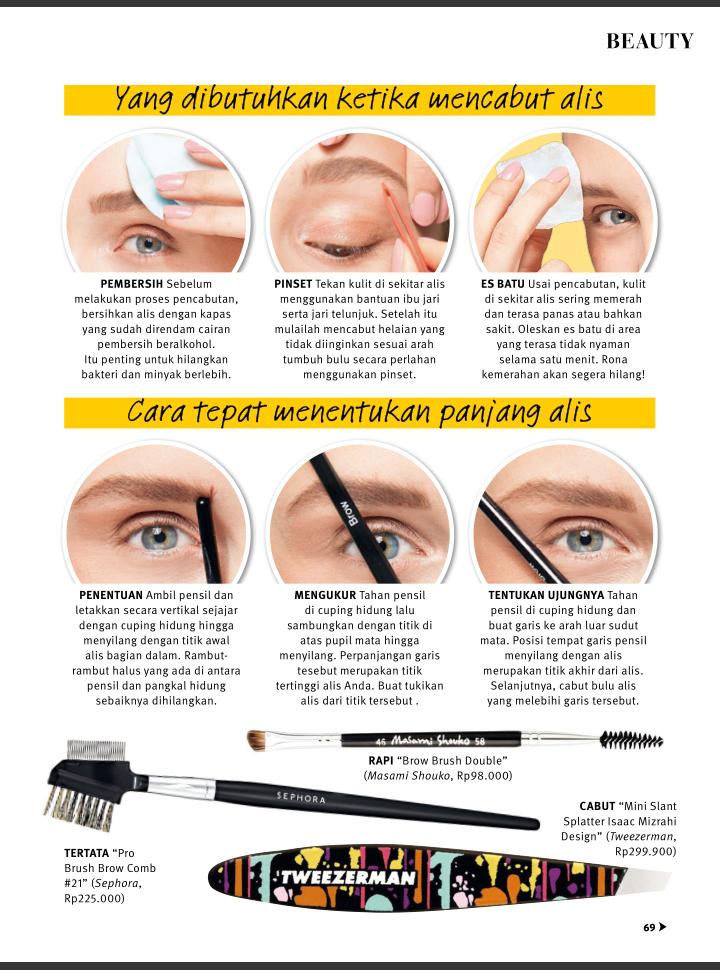 BEAUTY
Yang dibutuhkan ketika mencabut alis
PEMBERSIH Sebelum
melakukan proses pencabutan,
bersihkan alis dengan kapas
yang sudah direndam cairan
pembersih beralkohol.
Itu penting untuk hilangkan
bakteri dan minyak berlebih.
PINSET Tekan kulit di sekitar alis
menggunakan bantuan ibu jari
serta jari telunjuk. Setelah itu
mulailah mencabut helaian yang
tidak diinginkan sesuai arah
tumbuh bulu secara perlahan
menggunakan pinset.
ES BATU Usai pencabutan, kulit
di sekitar alis sering memerah
dan terasa panas atau bahkan
sakit. Oleskan es batu di area
yang terasa tidak nyaman
selama satu menit. Rona
kemerahan akan segera hilang!
Cara tepat menentukan panjang alis
Brow
PENENTUAN Ambil pensil dan
letakkan secara vertikal sejajar
dengan cuping hidung hingga
menyilang dengan titik awal
alis bagian dalam. Rambut-
rambut halus yang ada di antara
pensil dan pangkal hidung
sebaiknya dihilangkan.
MENGUKUR Tahan pensil
di cuping hidung lalu
sambungkan dengan titik di
atas pupil mata hingga
menyilang. Perpanjangan garis
tesebut merupakan titik
tertinggi alis Anda. Buat tukikan
alis dari titik tersebut .
TENTUKAN UJUNGNYA Tahan
pensil di cuping hidung dan
buat garis ke arah luar sudut
mata. Posisi tempat garis pensil
menyilang dengan alis
merupakan titik akhir dari alis.
Selanjutnya, cabut bulu alis
yang melebihi garis tersebut.
46 Masami Shouko 58
RAPI “Brow Brush Double”
(Masami Shouko, Rp98.000)
SEPHORA
CABUT “Mini Slant
Splatter Isaac Mizrahi
Design” (Tweezerman,
Rp299.900)
TERTATA “Pro
Brush Brow Comb
#21” (Sephora,
Rp225.000)
TWEEZERMAN
69